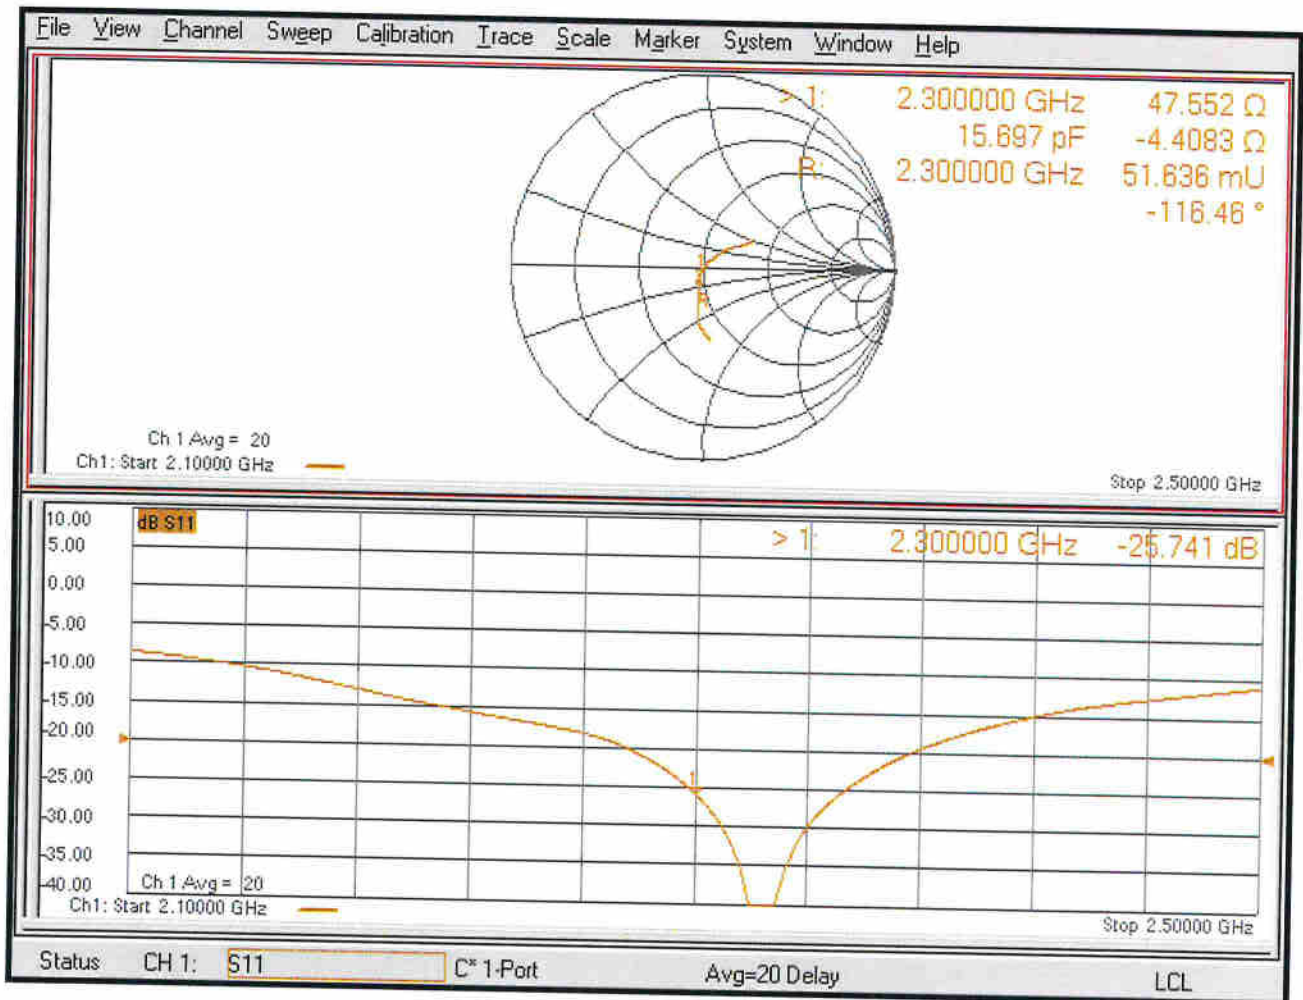 File View Channel Sweep Calibration Trace Scale Marker System Window Help
> 1: 2.300000 GHz 47.552 Ω
15.697 pF -4.4083 Ω
R: 2.300000 GHz 51.636 mU
-116.46 °
1
R
Ch 1 Avg = 20
Ch1: Start 2.10000 GHz
Stop 2.50000 GHz
10.00
dB S11
> 1: 2.300000 GHz -25.741 dB
5.00
0.00
-5.00
-10.00
-15.00
-20.00
-25.00
1
-30.00
-35.00
-40.00
Ch 1 Avg = 20
Ch1: Start 2.10000 GHz
Stop 2.50000 GHz
Status CH 1: S11 C* 1-Port Avg=20 Delay LCL